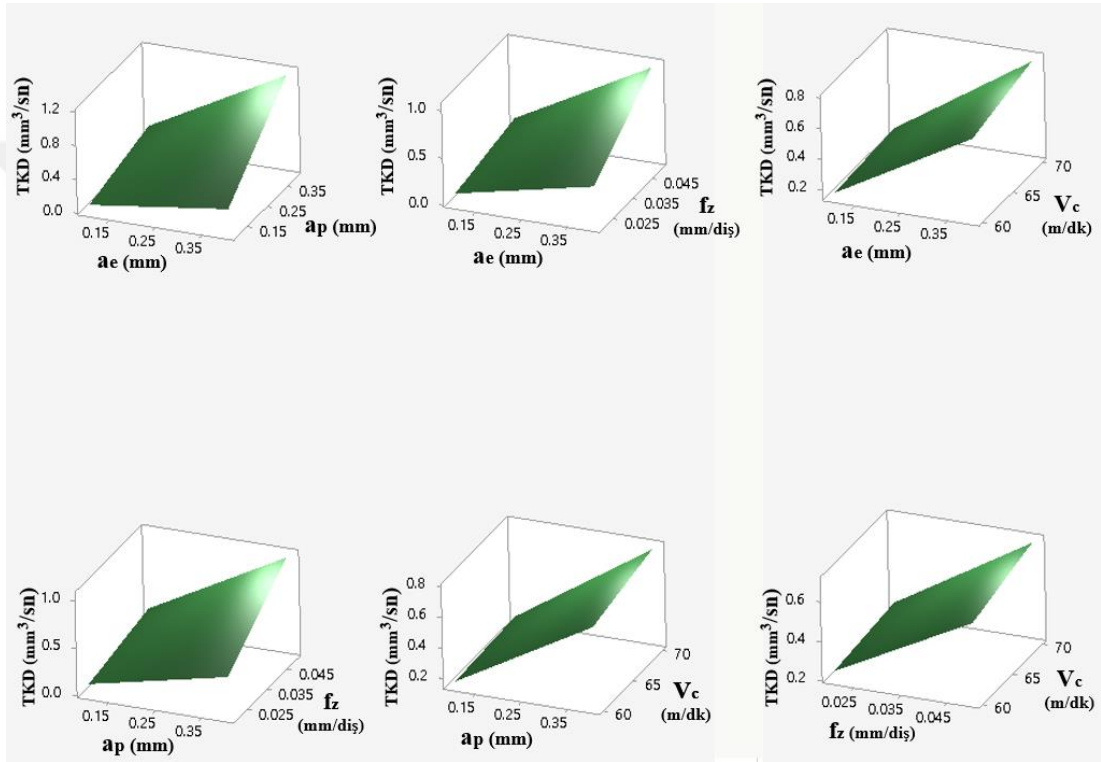 TKD (mm³/sn)
1.2
0.8
0.4
0.0
0.15
0.25
0.35
ae (mm)
0.35
0.25
0.15
ap (mm)
TKD (mm³/sn)
1.0
0.5
0.0
0.15
0.25
0.35
ae (mm)
0.045
0.035
0.025
fz
(mm/diş)
TKD (mm³/sn)
0.8
0.6
0.4
0.2
0.15
0.25
0.35
ae (mm)
70
65
60
Vc
(m/dk)
TKD (mm³/sn)
1.0
0.5
0.0
0.15
0.25
0.35
ap (mm)
0.045
0.035
0.025
fz
(mm/diş)
TKD (mm³/sn)
0.8
0.6
0.4
0.2
0.15
0.25
0.35
ap (mm)
70
65
60
Vc
(m/dk)
TKD (mm³/sn)
0.6
0.4
0.2
0.025
0.035
0.045
fz (mm/diş)
70
65
60
Vc
(m/dk)